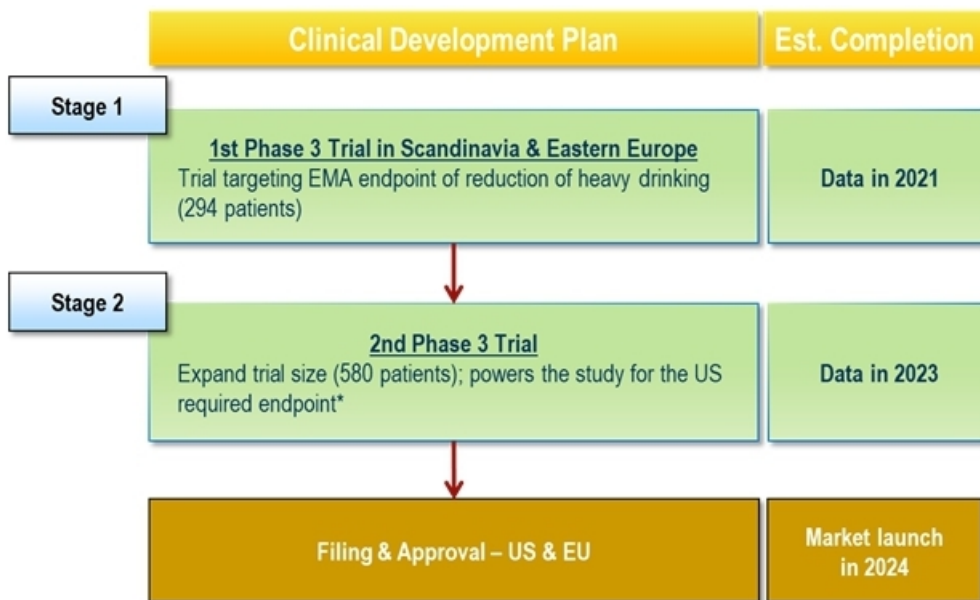 Clinical Development Plan
Est. Completion
Stage 1
1st Phase 3 Trial in Scandinavia & Eastern Europe
Trial targeting EMA endpoint of reduction of heavy drinking
(294 patients)
Data in 2021
Stage 2
2nd Phase 3 Trial
Expand trial size (580 patients); powers the study for the US
required endpoint*
Data in 2023
Filing & Approval – US & EU
Market launch
in 2024